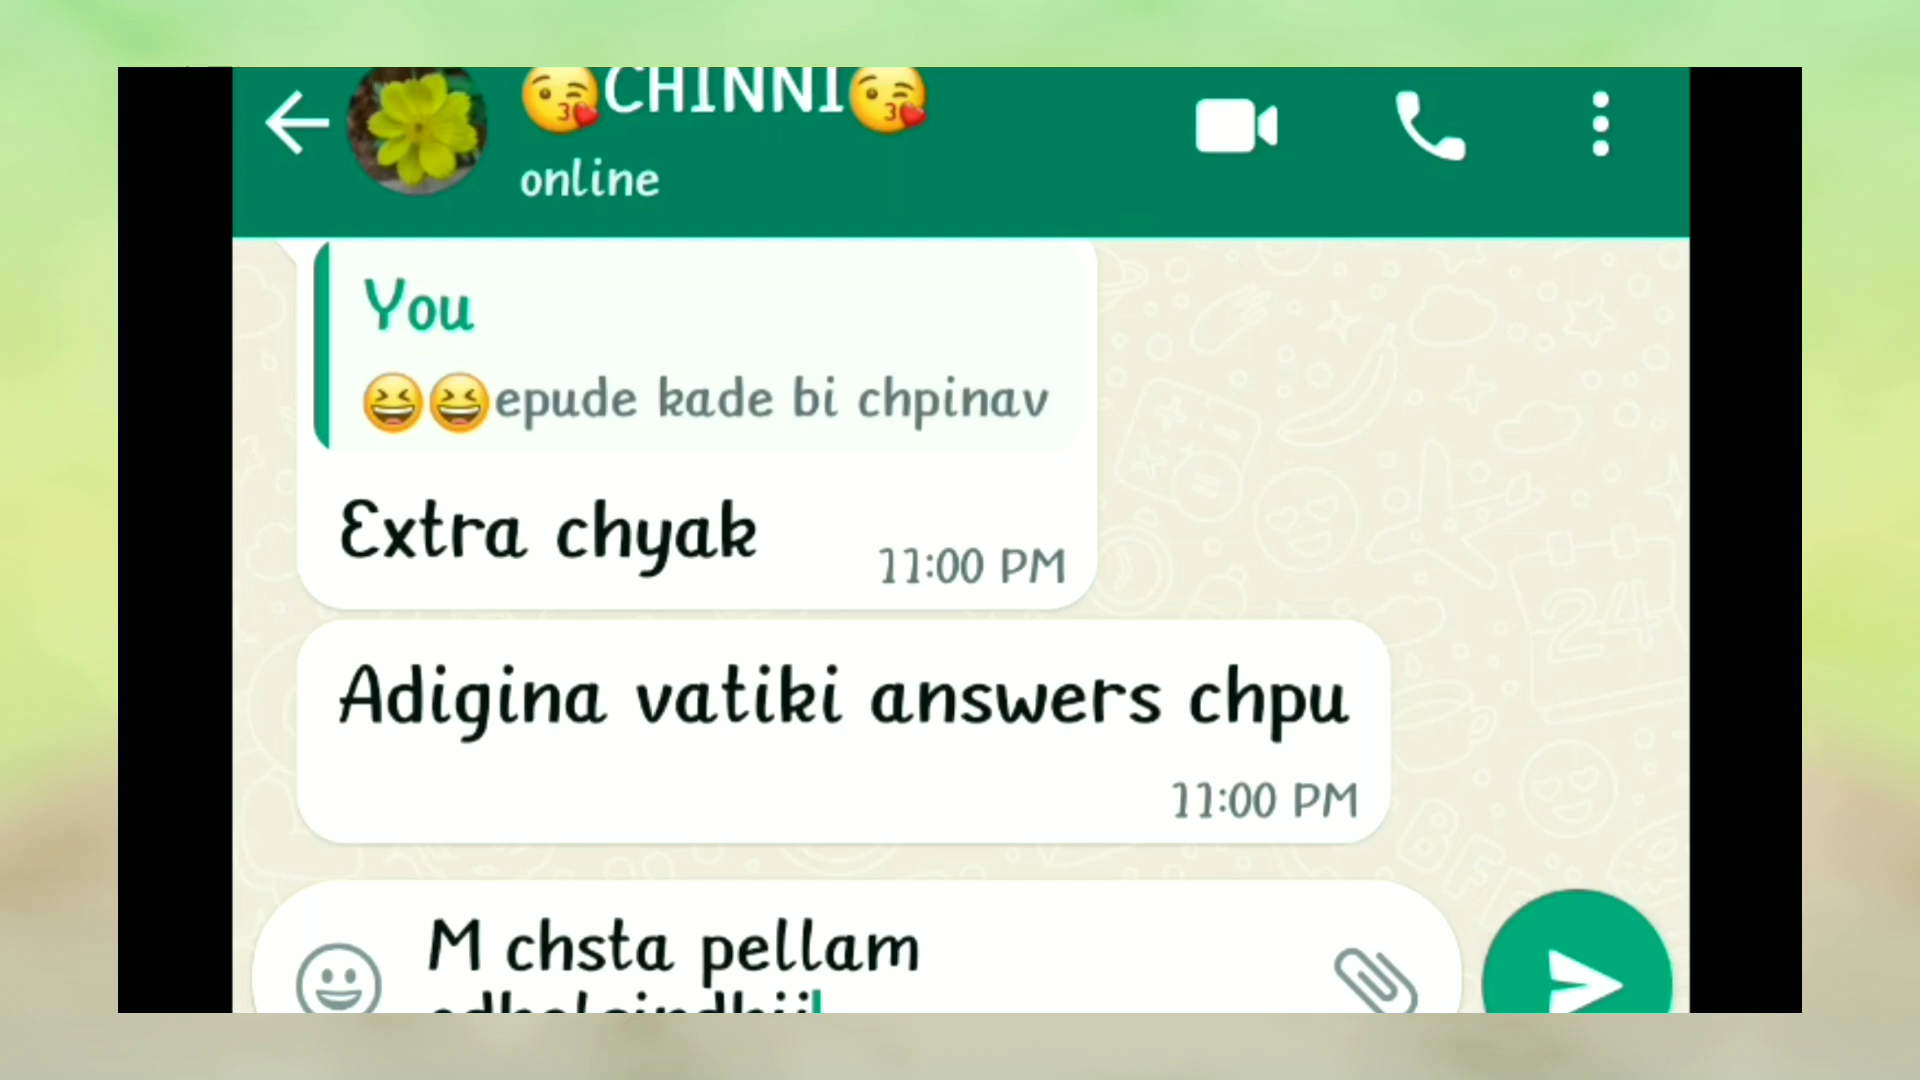 😘CHINNI😘
online
You
😆😆epude kade bi chpinav
Extra chyak
11:00 PM
Adigina vatiki answers chpu
11:00 PM
M chsta pellam